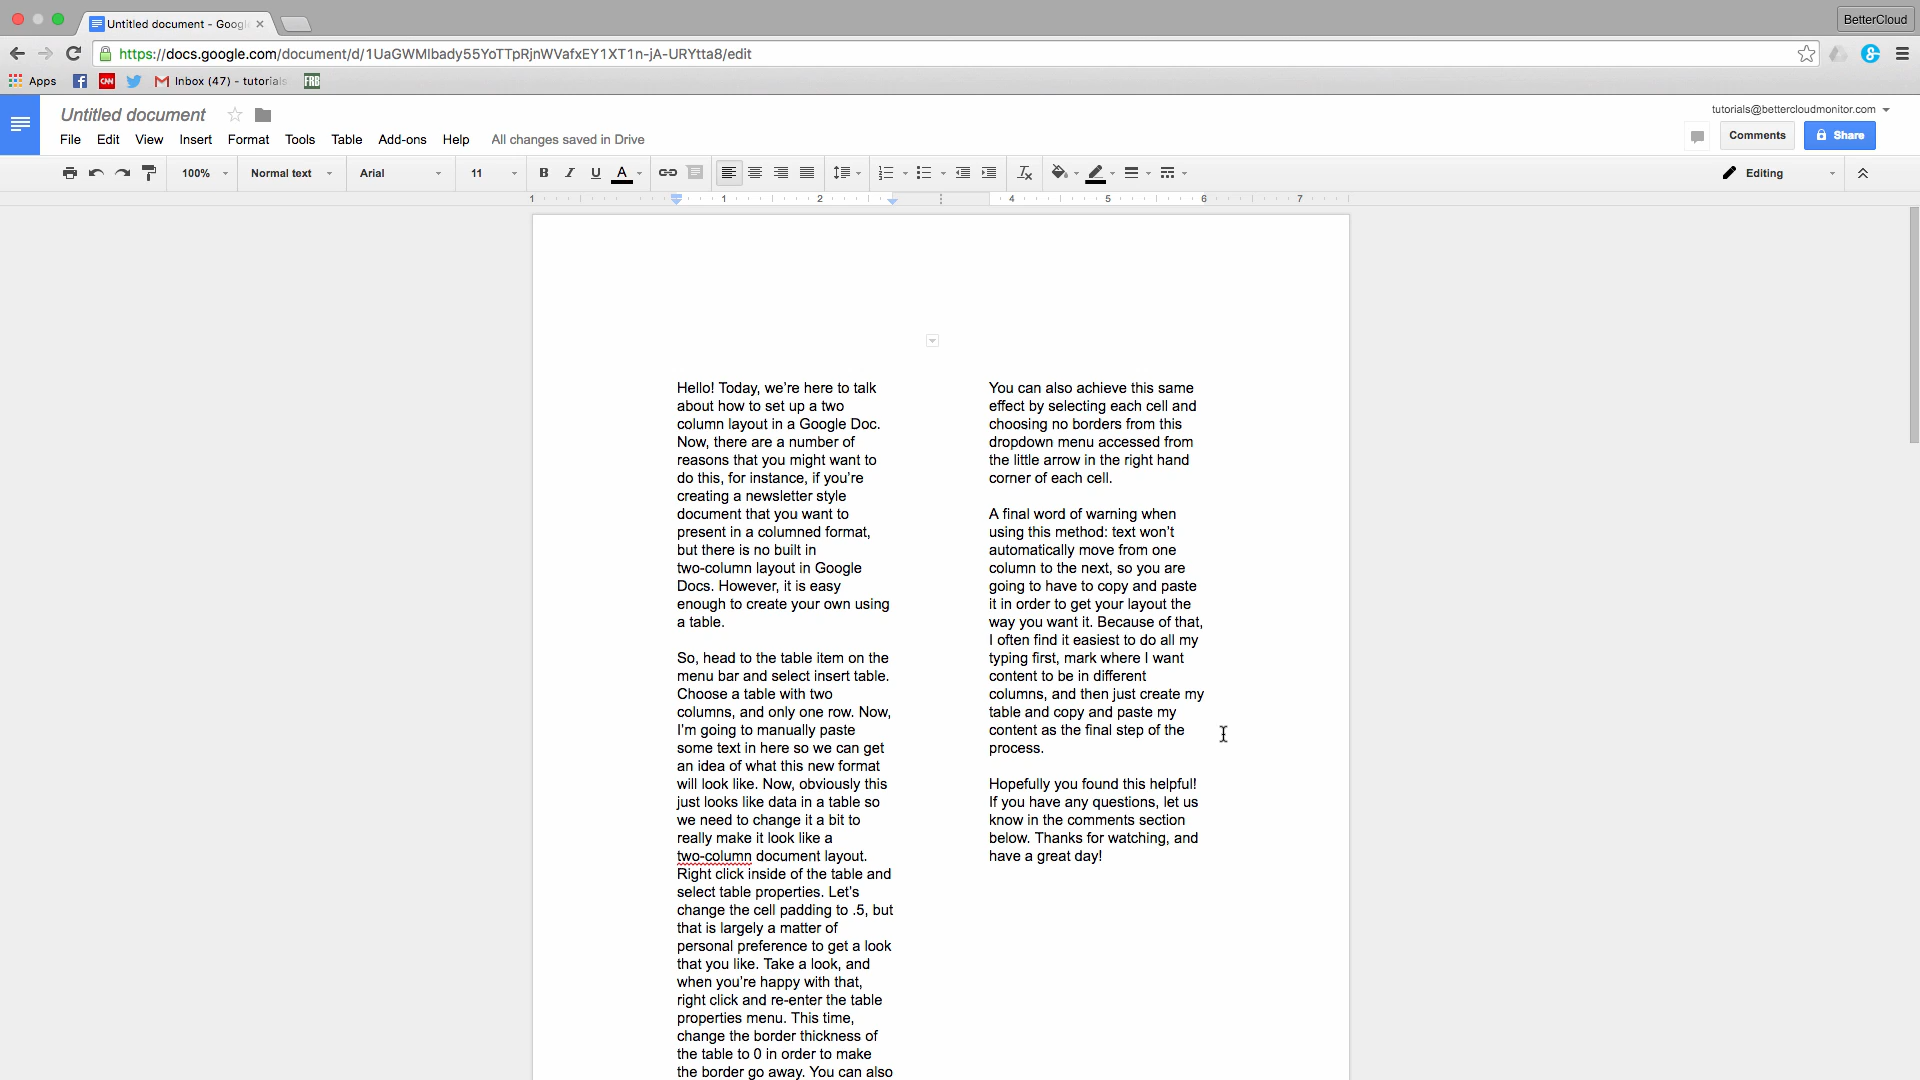 Untitled document - Googl
BetterCloud
https://docs.google.com/document/d/1UaGWMIbady55YoTTpRjnWVafxEY1XT1n-jA-URYtta8/edit
Apps
CNN
Inbox (47) - tutorials
FRB
Untitled document
tutorials@bettercloudmonitor.com
File Edit View Insert Format Tools Table Add-ons Help All changes saved in Drive
Comments
Share
100% Normal text Arial 11 B I U A Editing
1 1 2 4 5 6 7
Hello! Today, we're here to talk
about how to set up a two
column layout in a Google Doc.
Now, there are a number of
reasons that you might want to
do this, for instance, if you're
creating a newsletter style
document that you want to
present in a columned format,
but there is no built in
two-column layout in Google
Docs. However, it is easy
enough to create your own using
a table.
So, head to the table item on the
menu bar and select insert table.
Choose a table with two
columns, and only one row. Now,
I'm going to manually paste
some text in here so we can get
an idea of what this new format
will look like. Now, obviously this
just looks like data in a table so
we need to change it a bit to
really make it look like a
two-column document layout.
Right click inside of the table and
select table properties. Let's
change the cell padding to .5, but
that is largely a matter of
personal preference to get a look
that you like. Take a look, and
when you're happy with that,
right click and re-enter the table
properties menu. This time,
change the border thickness of
the table to 0 in order to make
the border go away. You can also
You can also achieve this same
effect by selecting each cell and
choosing no borders from this
dropdown menu accessed from
the little arrow in the right hand
corner of each cell.
A final word of warning when
using this method: text won't
automatically move from one
column to the next, so you are
going to have to copy and paste
it in order to get your layout the
way you want it. Because of that,
I often find it easiest to do all my
typing first, mark where I want
content to be in different
columns, and then just create my
table and copy and paste my
content as the final step of the
process.
Hopefully you found this helpful!
If you have any questions, let us
know in the comments section
below. Thanks for watching, and
have a great day!